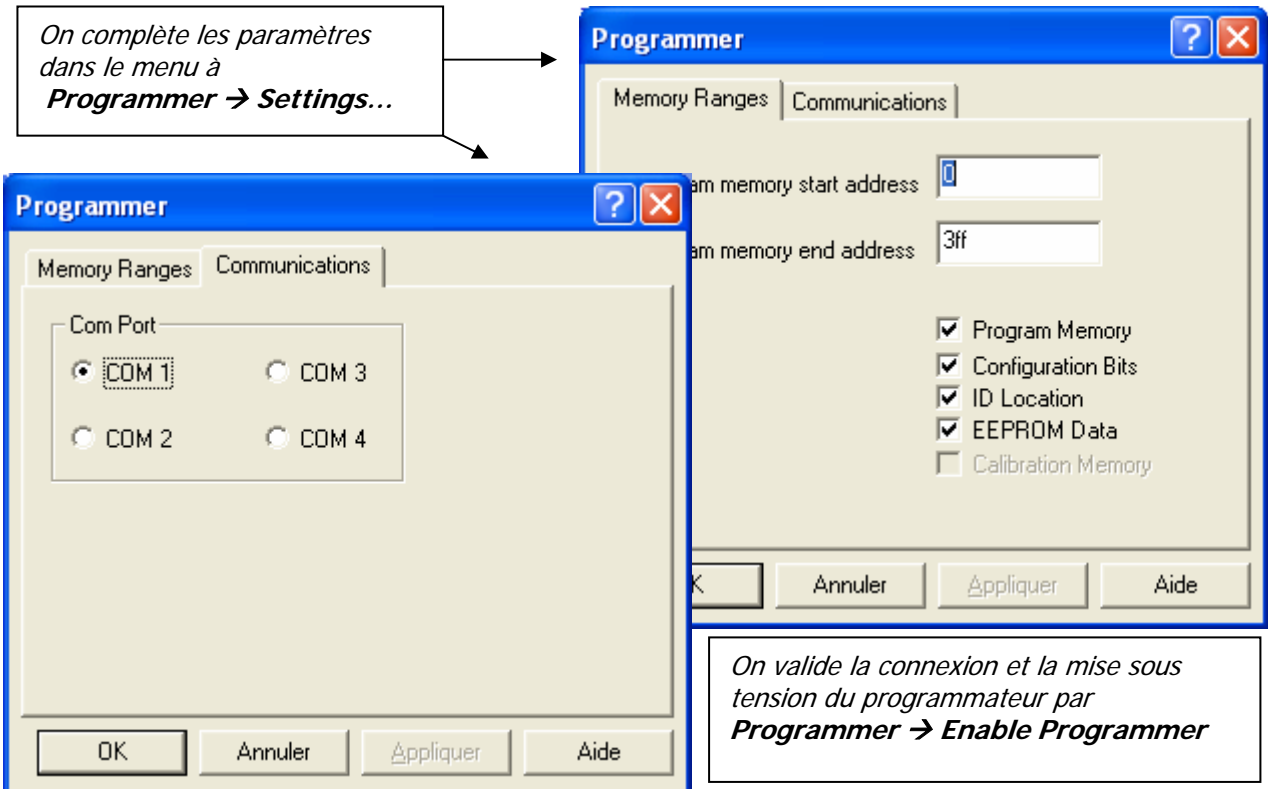 On complète les paramètres
dans le menu à
Programmer → Settings...
Programmer
Memory Ranges
Communications
am memory start address
0
am memory end address
3ff
Program Memory
Configuration Bits
ID Location
EEPROM Data
Calibration Memory
K
Annuler
Appliquer
Aide
Programmer
Memory Ranges
Communications
Com Port
COM 1
COM 3
COM 2
COM 4
OK
Annuler
Appliquer
Aide
On valide la connexion et la mise sous
tension du programmateur par
Programmer → Enable Programmer